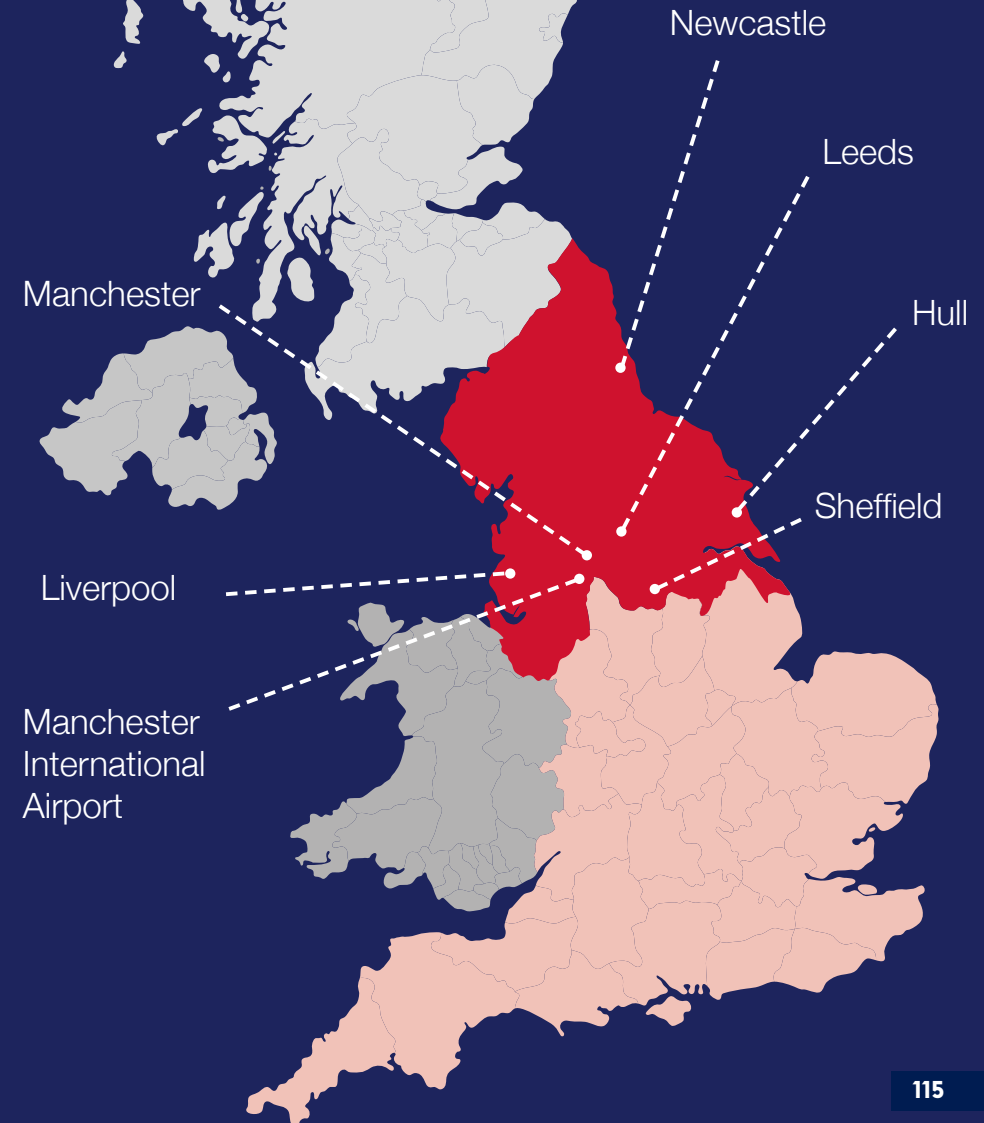 Newcastle
Leeds
Manchester
Hull
Sheffield
Liverpool
Manchester
International
Airport
115